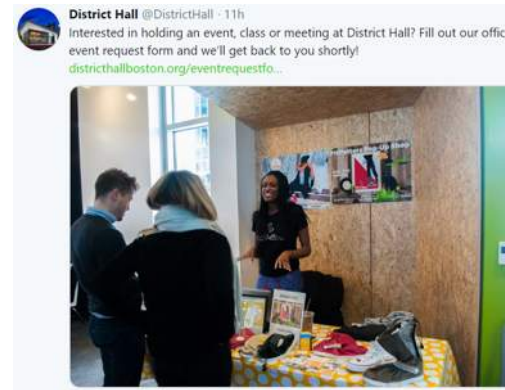 District Hall @DistrictHall · 11h
Interested in holding an event, class or meeting at District Hall? Fill out our offic
event request form and we'll get back to you shortly!
districthallboston.org/eventrequestfo...
Pop-Up Shop